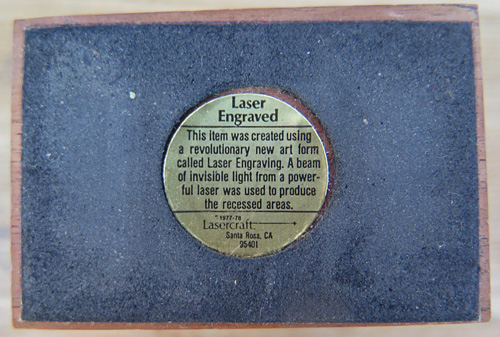 Laser
Engraved
This item was created using
a revolutionary new art form
called Laser Engraving. A beam
of invisible light from a power-
ful laser was used to produce
the recessed areas.
© 1977-78
Lasercraft
Santa Rosa, CA
95401